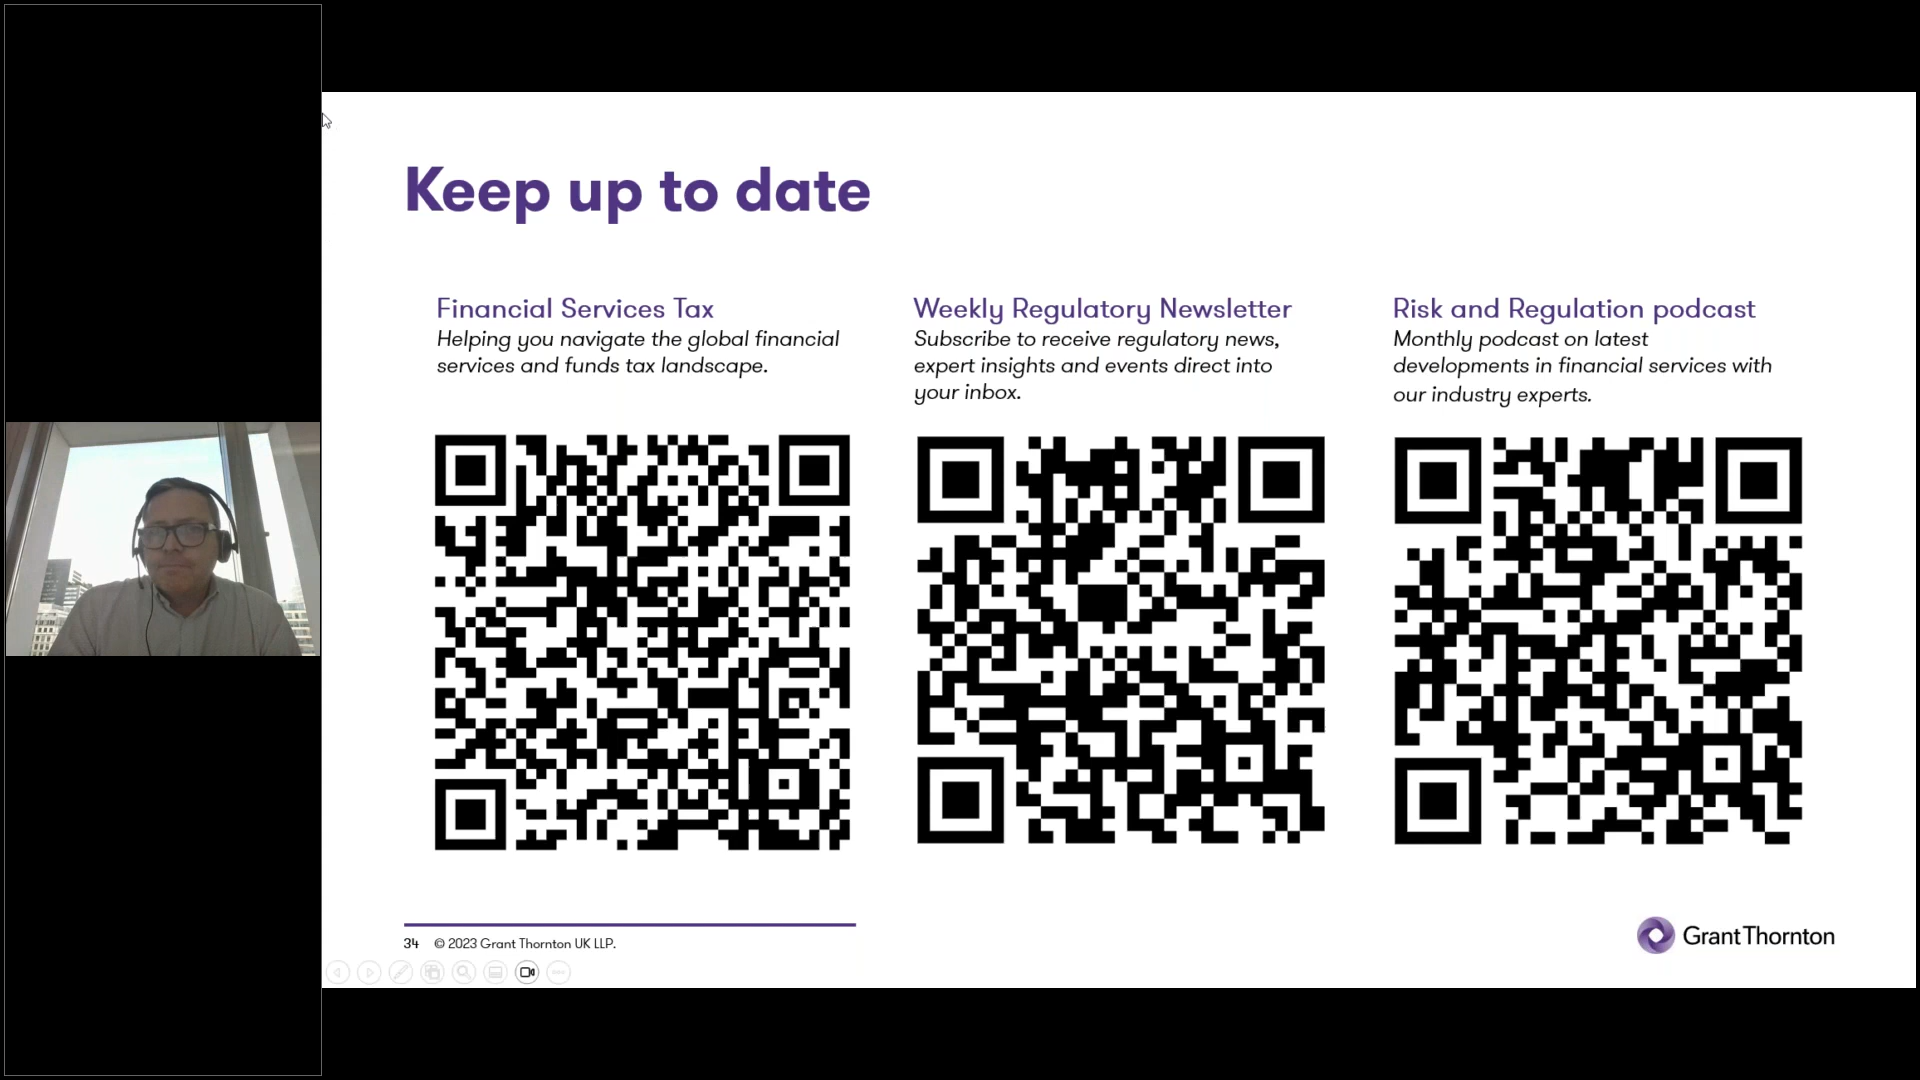 Keep up to date
Financial Services Tax
Helping you navigate the global financial
services and funds tax landscape.
Weekly Regulatory Newsletter
Subscribe to receive regulatory news,
expert insights and events direct into
your inbox.
Risk and Regulation podcast
Monthly podcast on latest
developments in financial services with
our industry experts.
34 © 2023 Grant Thornton UK LLP.
GrantThornton